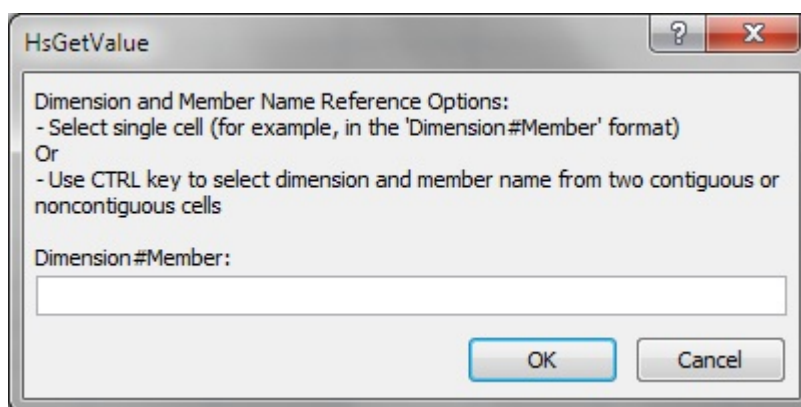 HsGetValue
Dimension and Member Name Reference Options:
- Select single cell (for example, in the 'Dimension#Member' format)
Or
- Use CTRL key to select dimension and member name from two contiguous or
noncontiguous cells
Dimension#Member:
OK Cancel